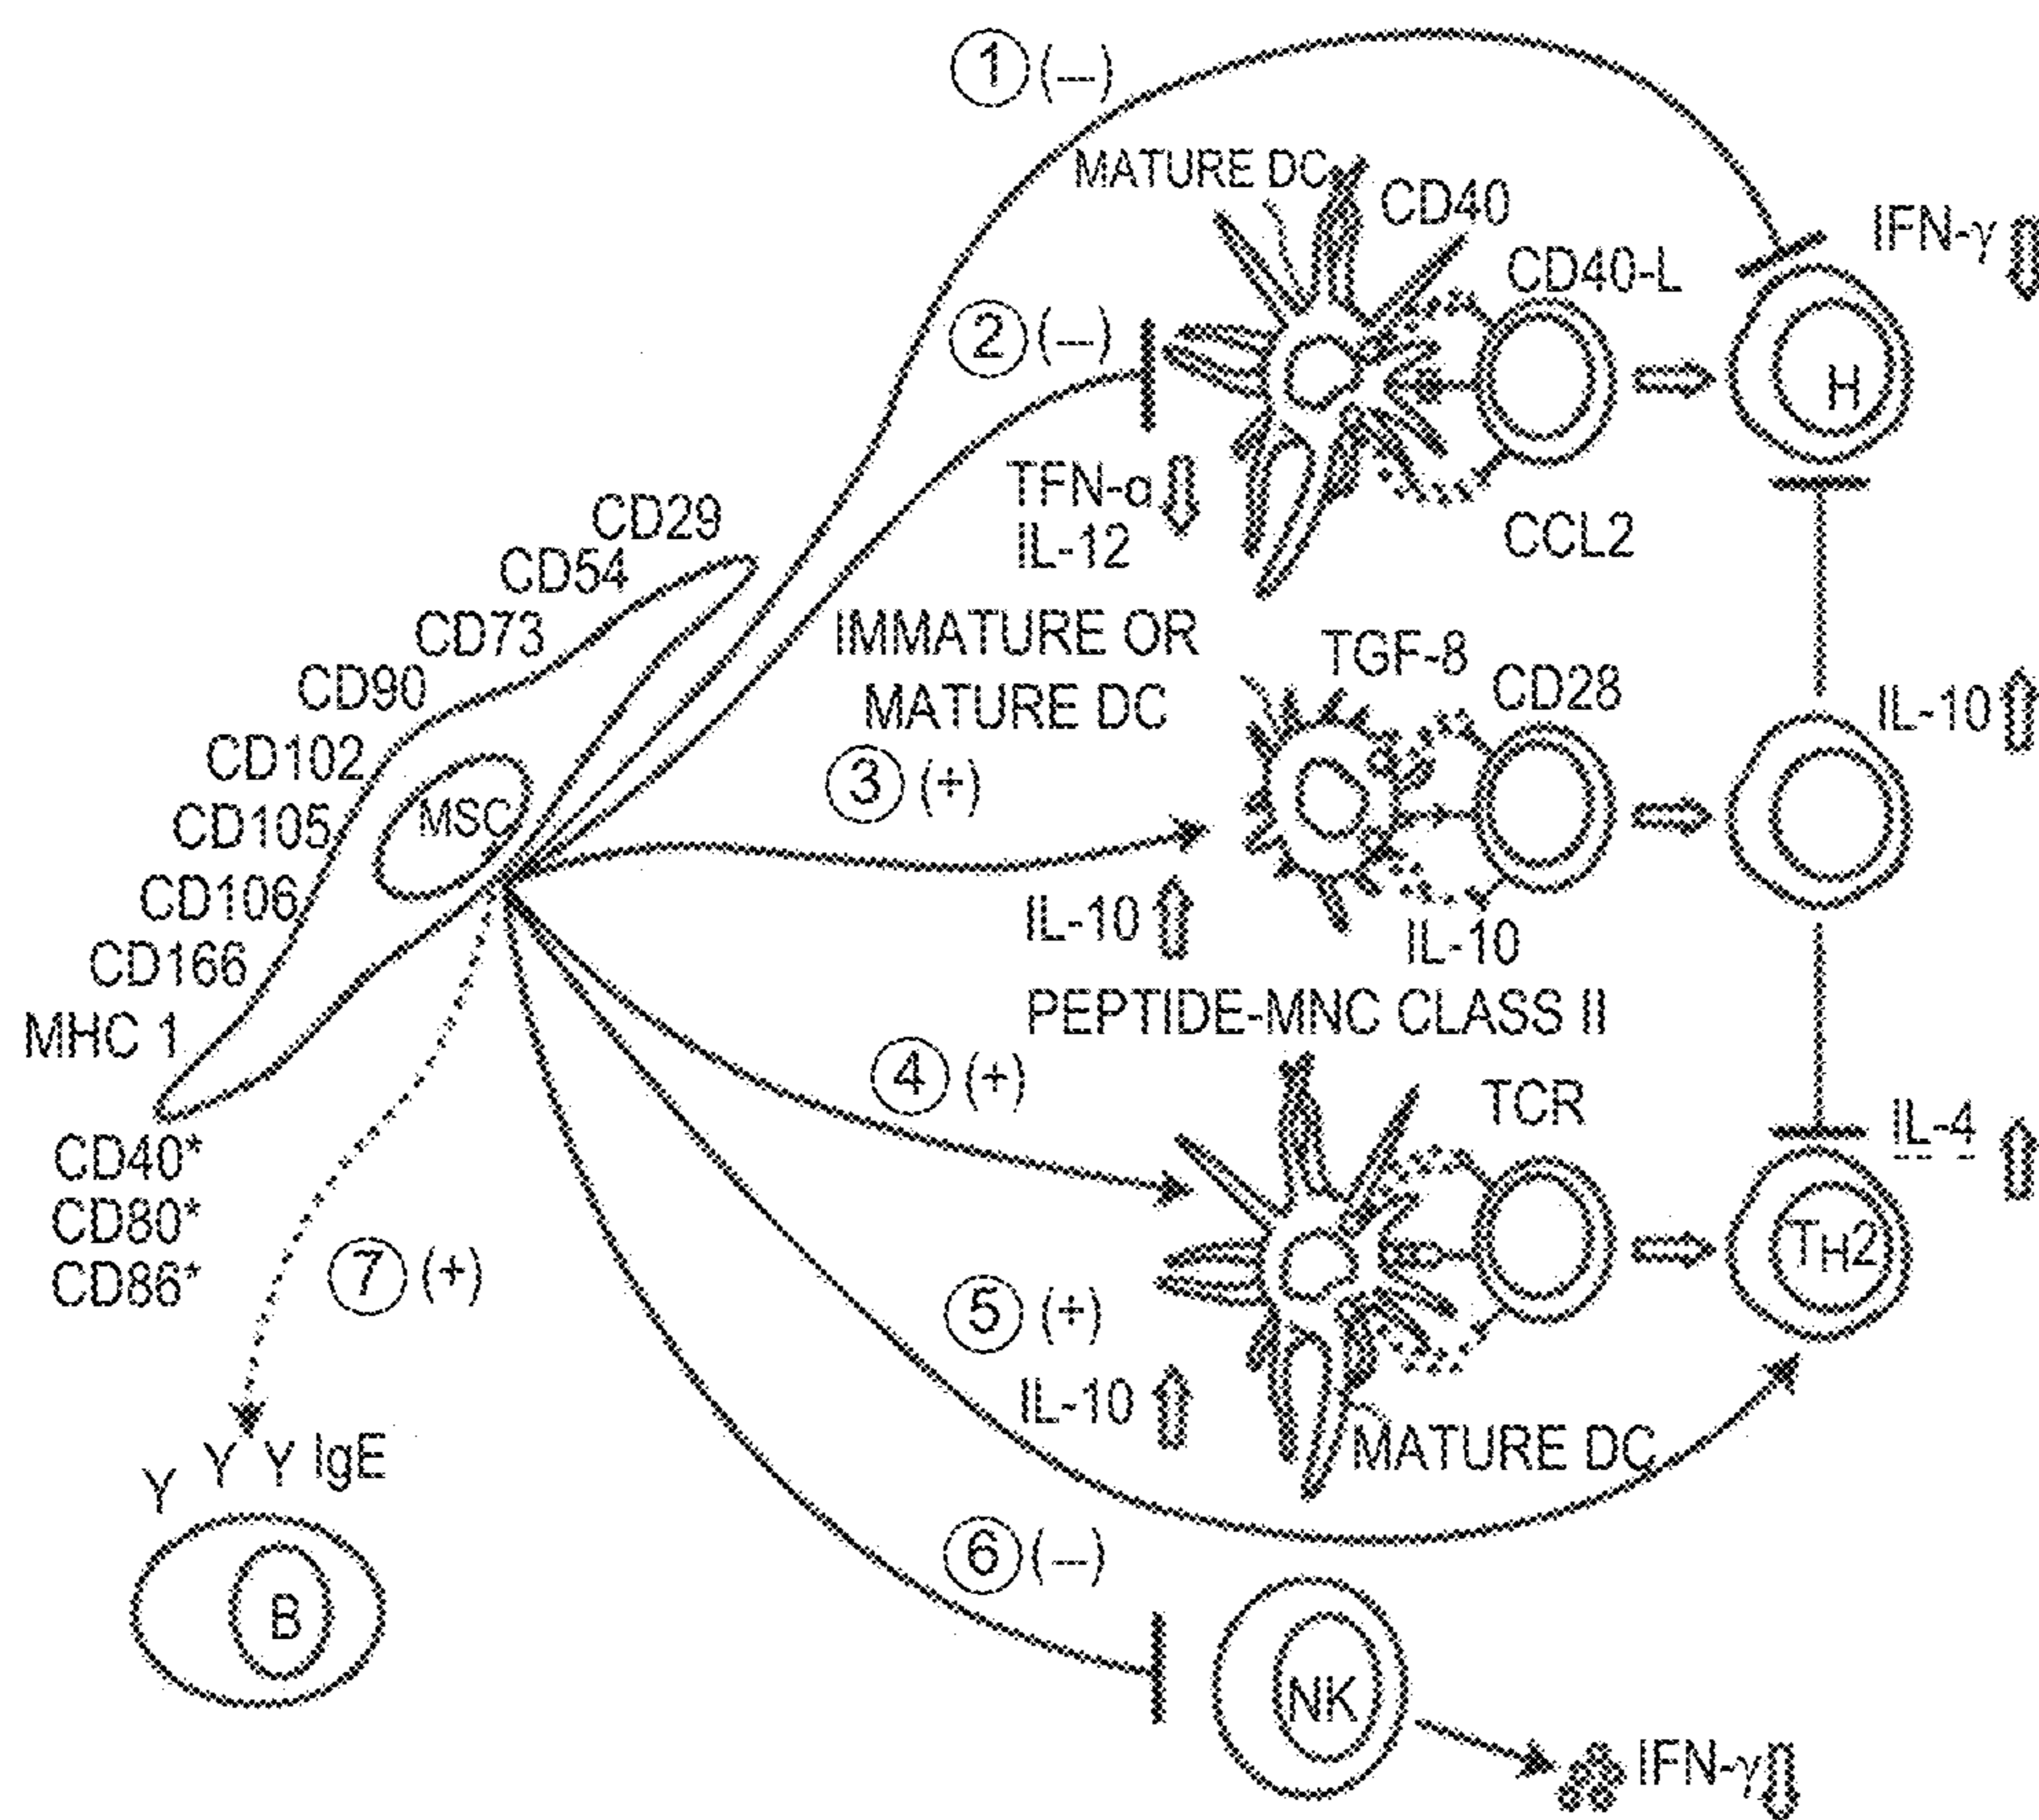 ① (—)
MATURE DC
CD40
IFN-γ
CD40-L
② (—)
H
TFN-α
IL-12
CCL2
CD29
CD54
CD73
CD90
CD102
CD105
CD106
CD166
MHC 1
MSC
CD40*
CD80*
CD86*
IMMATURE OR
MATURE DC
TGF-8
CD28
IL-10
③ (+)
IL-10
IL-10
PEPTIDE-MNC CLASS II
④ (+)
TCR
IL-4
TH2
⑤ (+)
IL-10
MATURE DC
⑦ (+)
Y Y Y IgE
B
⑥ (—)
NK
IFN-γ